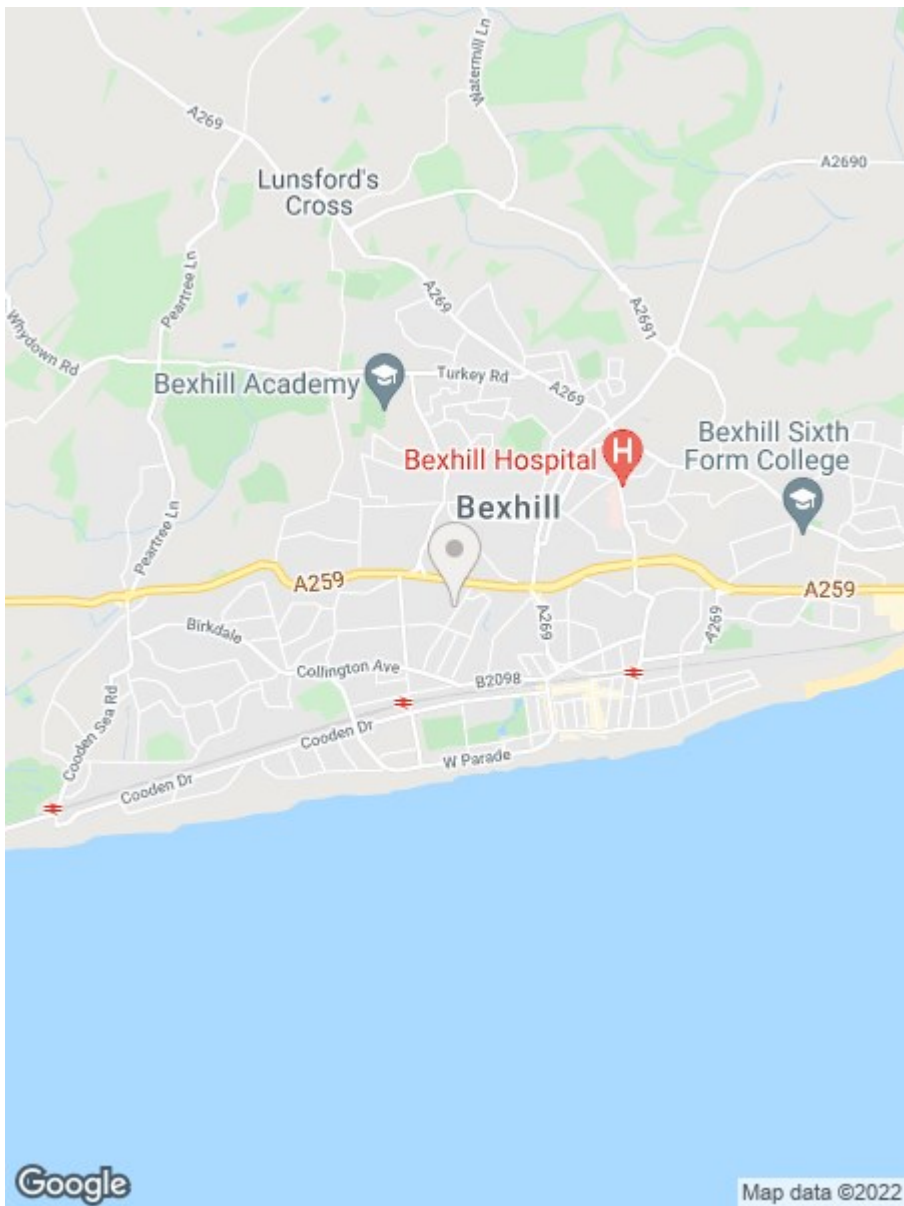 Watermill Ln
A269
A2690
Lunsford's
Cross
Peartree Ln
A269
A2691
Whydown Rd
Turkey Rd
Bexhill Academy
A269
Bexhill Sixth
Form College
Bexhill Hospital
H
Bexhill
Peartree Ln
A259
A259
Birkdale
A269
A269
Collington Ave
B2098
Cooden Sea Rd
Cooden Dr
W Parade
Cooden Dr
Google
Map data ©2022